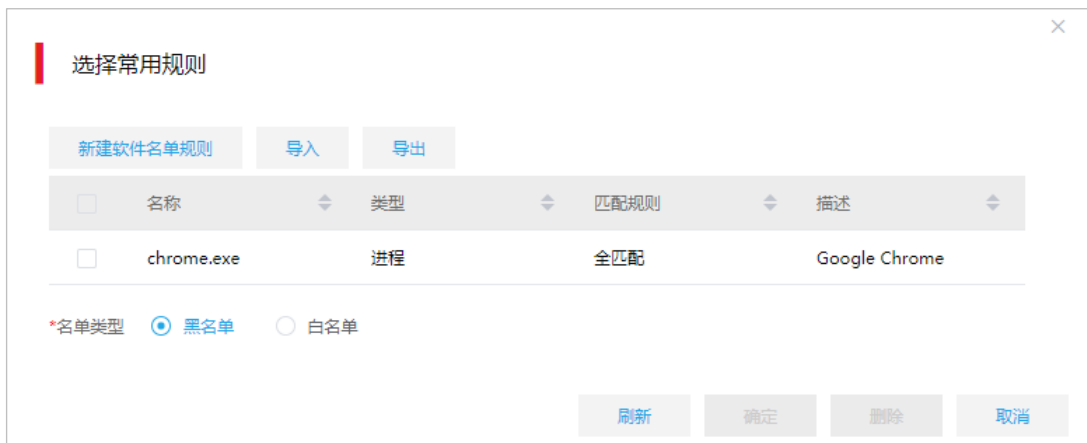 选择常用规则
新建软件名单规则 导入 导出
名称 类型 匹配规则 描述
chrome.exe 进程 全匹配 Google Chrome
*名单类型 黑名单 白名单
刷新 确定 删除 取消